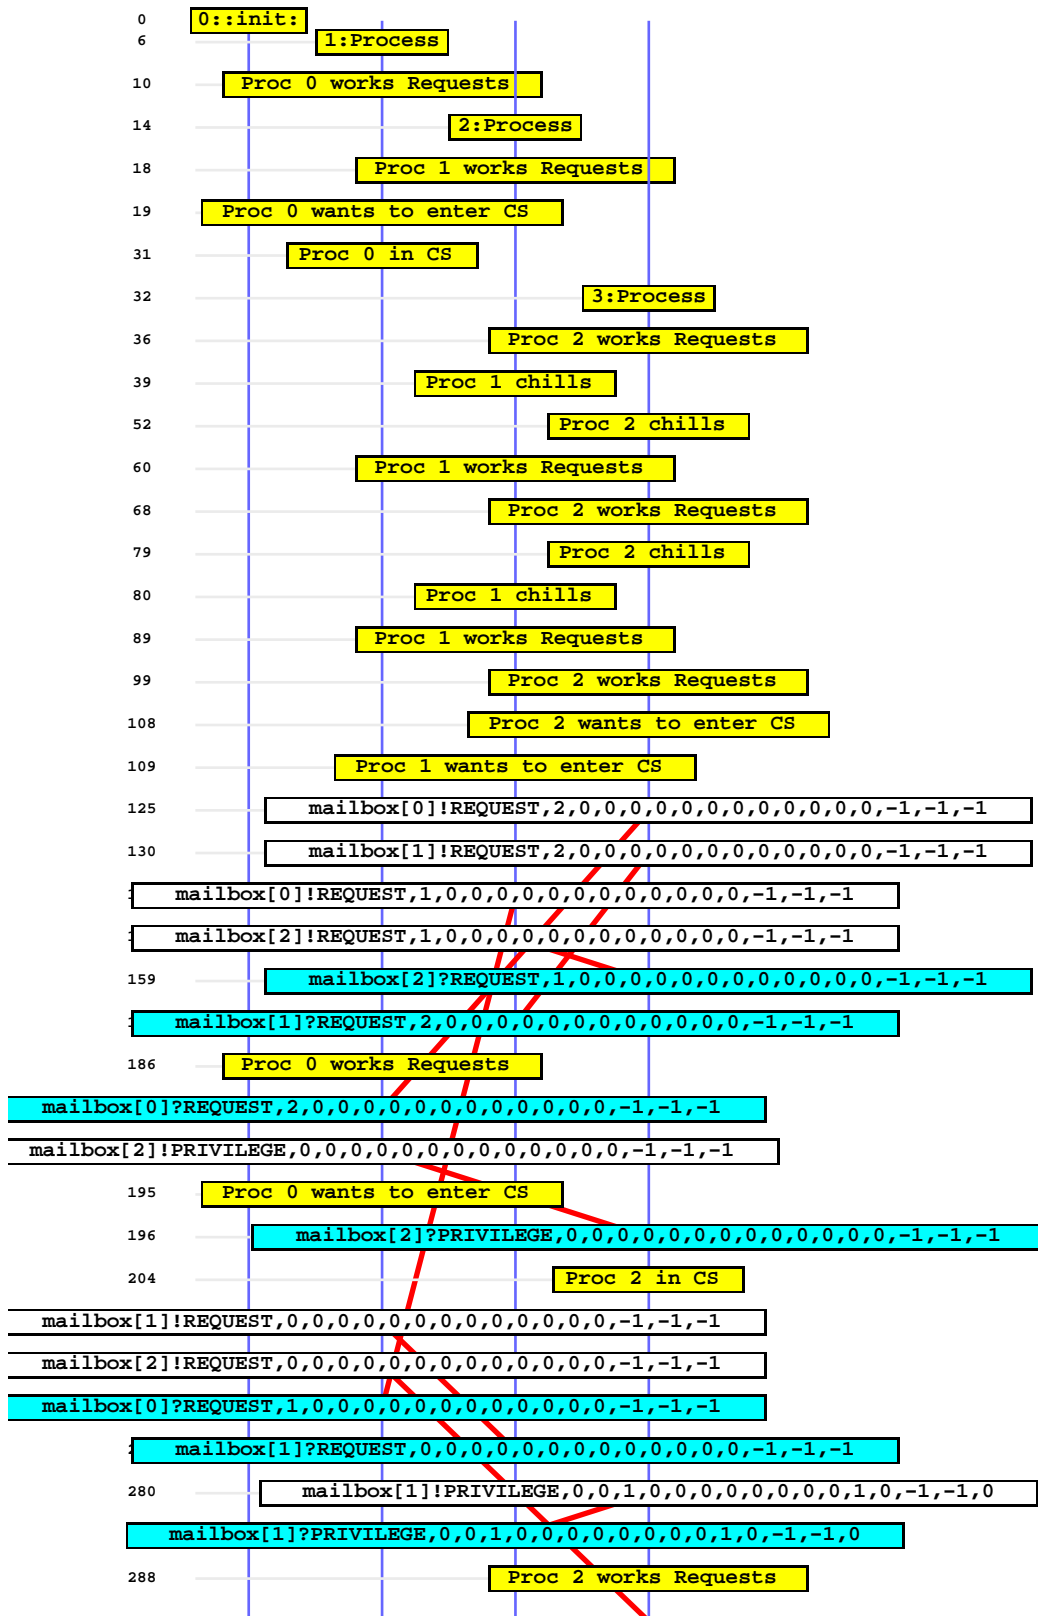 0 0::init:
6 1:Process
10 Proc 0 works Requests
14 2:Process
18 Proc 1 works Requests
19 Proc 0 wants to enter CS
31 Proc 0 in CS
32 3:Process
36 Proc 2 works Requests
39 Proc 1 chills
52 Proc 2 chills
60 Proc 1 works Requests
68 Proc 2 works Requests
79 Proc 2 chills
80 Proc 1 chills
89 Proc 1 works Requests
99 Proc 2 works Requests
108 Proc 2 wants to enter CS
109 Proc 1 wants to enter CS
125 mailbox[0]!REQUEST,2,0,0,0,0,0,0,0,0,0,0,0,0,-1,-1,-1
130 mailbox[1]!REQUEST,2,0,0,0,0,0,0,0,0,0,0,0,0,-1,-1,-1
mailbox[0]!REQUEST,1,0,0,0,0,0,0,0,0,0,0,0,0,-1,-1,-1
mailbox[2]!REQUEST,1,0,0,0,0,0,0,0,0,0,0,0,0,-1,-1,-1
159 mailbox[2]?REQUEST,1,0,0,0,0,0,0,0,0,0,0,0,0,-1,-1,-1
mailbox[1]?REQUEST,2,0,0,0,0,0,0,0,0,0,0,0,0,-1,-1,-1
186 Proc 0 works Requests
mailbox[0]?REQUEST,2,0,0,0,0,0,0,0,0,0,0,0,0,-1,-1,-1
mailbox[2]!PRIVILEGE,0,0,0,0,0,0,0,0,0,0,0,0,0,-1,-1,-1
195 Proc 0 wants to enter CS
196 mailbox[2]?PRIVILEGE,0,0,0,0,0,0,0,0,0,0,0,0,0,-1,-1,-1
204 Proc 2 in CS
mailbox[1]!REQUEST,0,0,0,0,0,0,0,0,0,0,0,0,0,-1,-1,-1
mailbox[2]!REQUEST,0,0,0,0,0,0,0,0,0,0,0,0,0,-1,-1,-1
mailbox[0]?REQUEST,1,0,0,0,0,0,0,0,0,0,0,0,0,-1,-1,-1
mailbox[1]?REQUEST,0,0,0,0,0,0,0,0,0,0,0,0,0,-1,-1,-1
280 mailbox[1]!PRIVILEGE,0,0,1,0,0,0,0,0,0,0,0,1,0,-1,-1,0
mailbox[1]?PRIVILEGE,0,0,1,0,0,0,0,0,0,0,0,1,0,-1,-1,0
288 Proc 2 works Requests